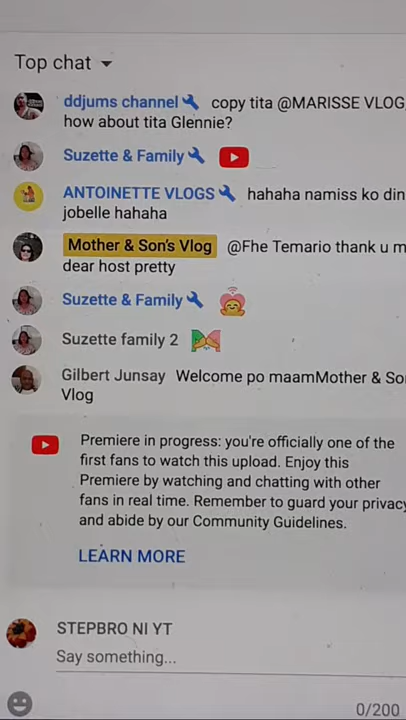 Top chat
ddjums channel copy tita @MARISSE VLOG
how about tita Glennie?
Suzette & Family
ANTOINETTE VLOGS hahaha namiss ko din
jobelle hahaha
Mother & Son's Vlog @Fhe Temario thank u m
dear host pretty
Suzette & Family
Suzette family 2
Gilbert Junsay Welcome po maamMother & So
Vlog
Premiere in progress: you're officially one of the
first fans to watch this upload. Enjoy this
Premiere by watching and chatting with other
fans in real time. Remember to guard your privacy
and abide by our Community Guidelines.
LEARN MORE
STEPBRO NI YT
Say something...
0/200